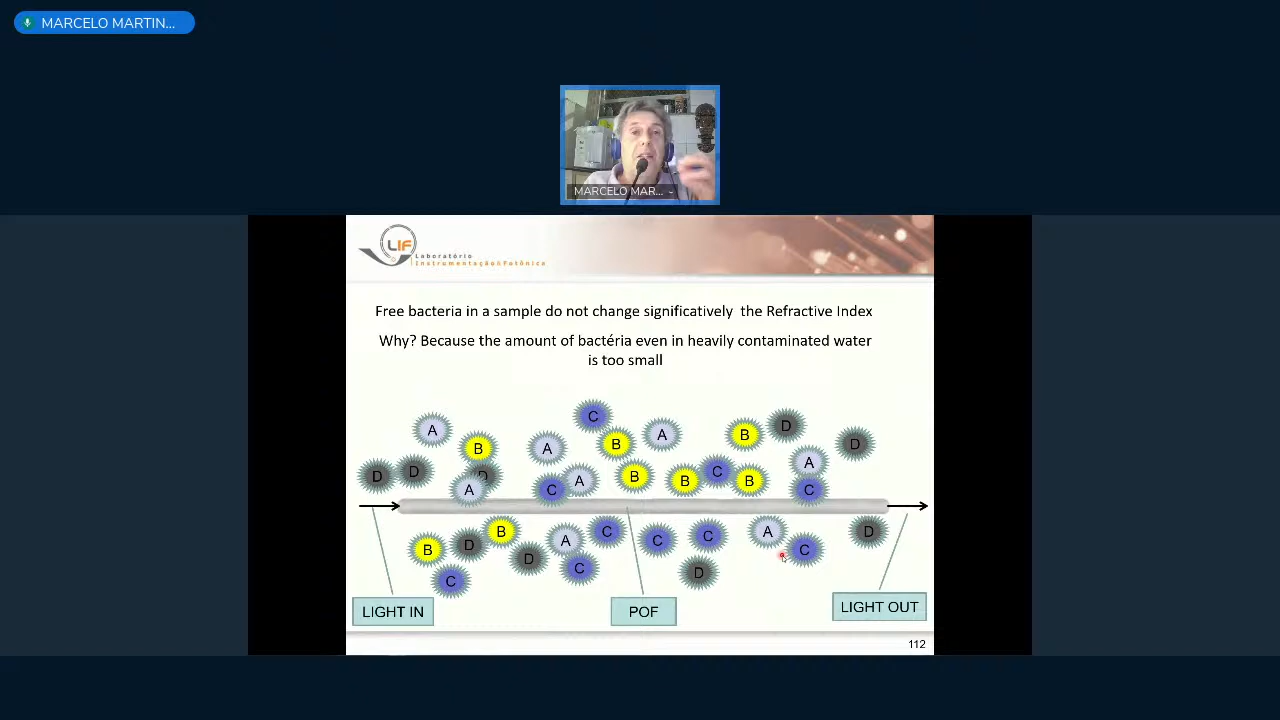 MARCELO MARTIN...
MARCELO MAR...
LIF
Laboratório
Instrumentação&Fotônica
Free bacteria in a sample do not change significatively the Refractive Index
Why? Because the amount of bactéria even in heavily contaminated water
is too small
C
A
B
A
B
A
B
D
D
D
D
D
A
C
A
B
B
C
B
A
C
B
D
B
D
A
C
C
C
A
C
D
C
C
D
LIGHT IN
POF
LIGHT OUT
112